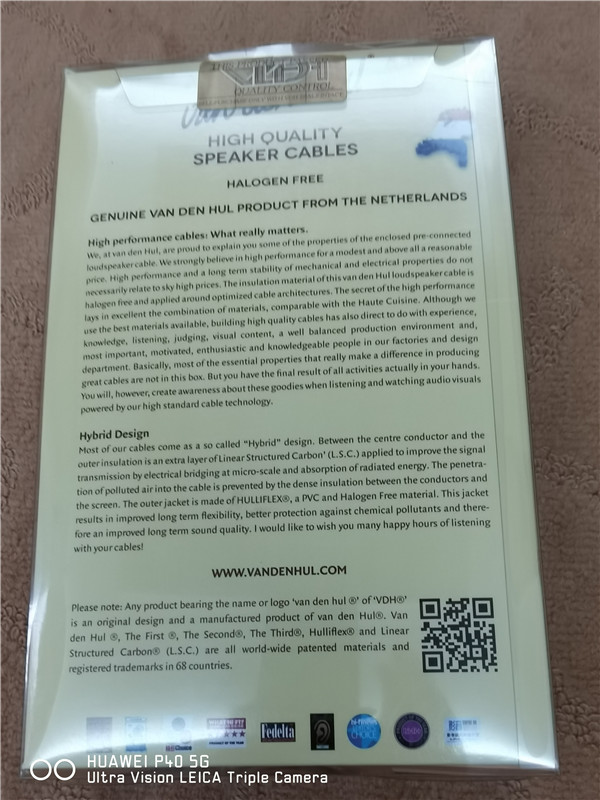 VDH
QUALITY CONTROL
HIGH QUALITY
SPEAKER CABLES
HALOGEN FREE
GENUINE VAN DEN HUL PRODUCT FROM THE NETHERLANDS
High performance cables: What really matters.
We, at van den Hul, are proud to explain you some of the properties of the enclosed pre-connected
loudspeaker cable. We strongly believe in high performance for a modest and above all a reasonable
price. High performance and a long term stability of mechanical and electrical properties do not
necessarily relate to sky high prices. The insulation material of this van den Hul loudspeaker cable is
halogen free and applied around optimized cable architectures. The secret of the high performance
lays in excellent the combination of materials, comparable with the Haute Cuisine. Although we
use the best materials available, building high quality cables has also direct to do with experience,
knowledge, listening, judging, visual content, a well balanced production environment and,
most important, motivated, enthusiastic and knowledgeable people in our factories and design
department. Basically, most of the essential properties that really make a difference in producing
great cables are not in this box. But you have the final result of all activities actually in your hands.
You will, however, create awareness about these goodies when listening and watching audio visuals
powered by our high standard cable technology.
Hybrid Design
Most of our cables come as a so called "Hybrid" design. Between the centre conductor and the
outer insulation is an extra layer of Linear Structured Carbon' (L.S.C.) applied to improve the signal
transmission by electrical bridging at micro-scale and absorption of radiated energy. The penetra-
tion of polluted air into the cable is prevented by the dense insulation between the conductors and
the screen. The outer jacket is made of HULLIFLEX®, a PVC and Halogen Free material. This jacket
results in improved long term flexibility, better protection against chemical pollutants and there-
fore an improved long term sound quality. I would like to wish you many happy hours of listening
with your cables!
WWW.VANDENHUL.COM
Please note: Any product bearing the name or logo 'van den hul ®' of 'VDH®'
is an original design and a manufactured product of van den Hul®. Van
den Hul ®, The First ®, The Second®, The Third®, Hulliflex® and Linear
Structured Carbon® (L.S.C.) are all world-wide patented materials and
registered trademarks in 68 countries.
Fedelta
CHOICE
HUAWEI P40 5G
Ultra Vision LEICA Triple Camera